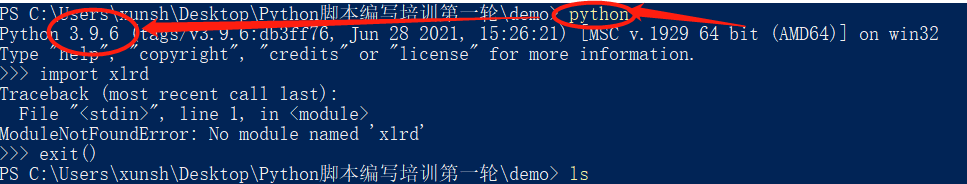 PS C:\Users\xunsh\Desktop\Python脚本编写培训第一轮\demo> python
Python 3.9.6 (tags/v3.9.6:db3ff76, Jun 28 2021, 15:26:21) [MSC v.1929 64 bit (AMD64)] on win32
Type "help", "copyright", "credits" or "license" for more information.
>>> import xlrd
Traceback (most recent call last):
  File "<stdin>", line 1, in <module>
ModuleNotFoundError: No module named 'xlrd'
>>> exit()
PS C:\Users\xunsh\Desktop\Python脚本编写培训第一轮\demo> ls